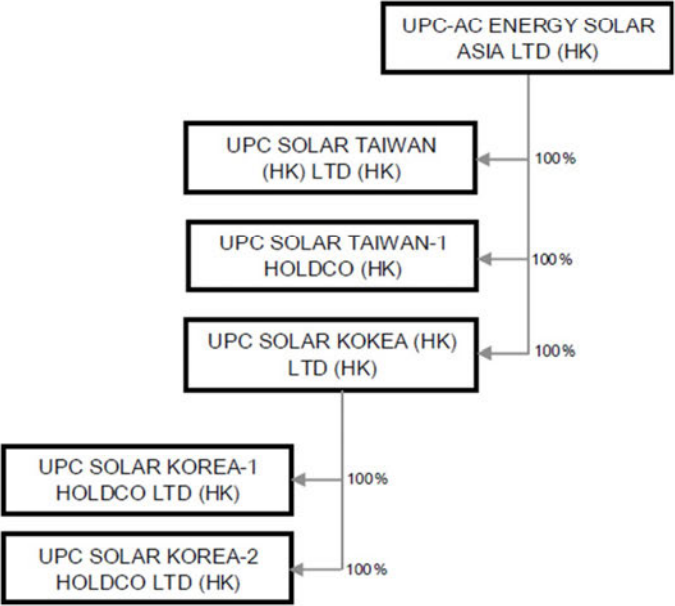 UPC-AC ENERGY SOLAR
ASIA LTD (HK)
UPC SOLAR TAIWAN
(HK) LTD (HK)
100%
UPC SOLAR TAIWAN-1
HOLDCO (HK)
100%
UPC SOLAR KOKEA (HK)
LTD (HK)
100%
UPC SOLAR KOREA-1
HOLDCO LTD (HK)
100%
UPC SOLAR KOREA-2
HOLDCO LTD (HK)
100%